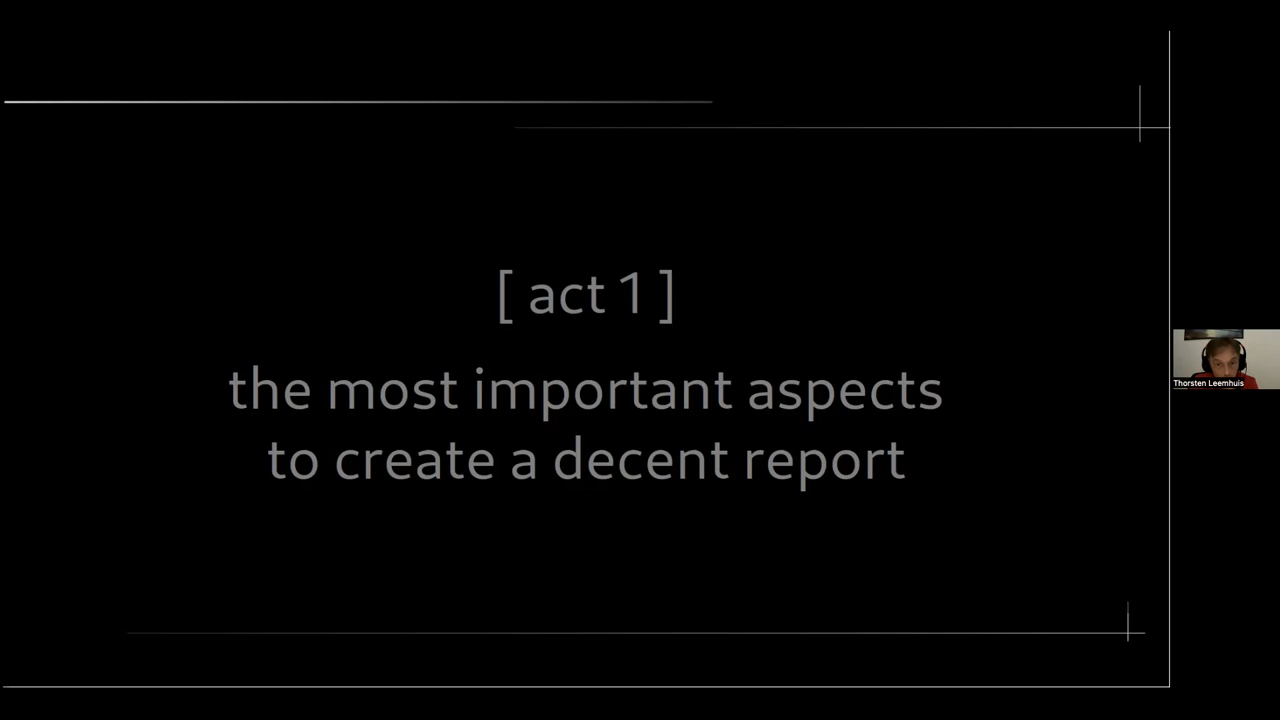 [ act 1 ]
the most important aspects
to create a decent report
Thorsten Leemhuis